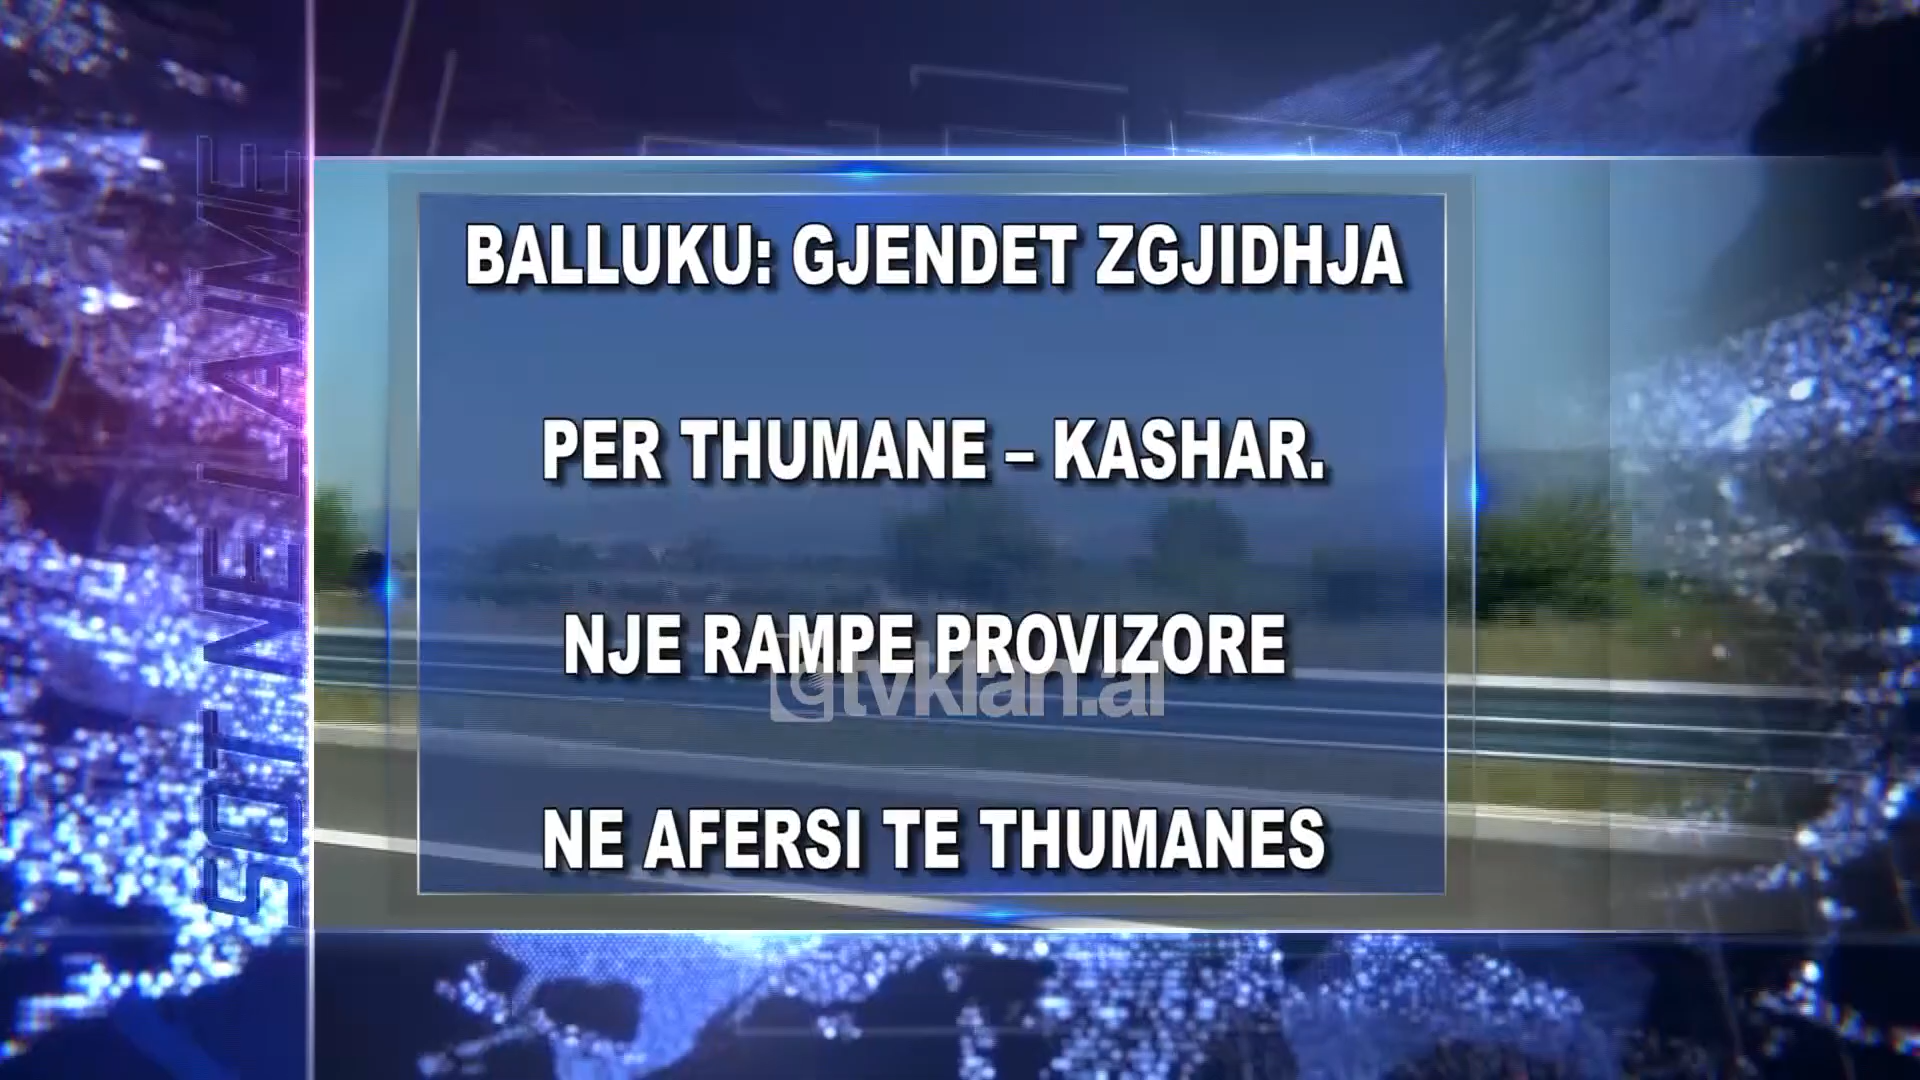 SOT NE LAJME
BALLUKU: GJENDET ZGJIDHJA
PER THUMANE – KASHAR.
NJE RAMPE PROVIZORE
tvklan.al
NE AFERSI TE THUMANES